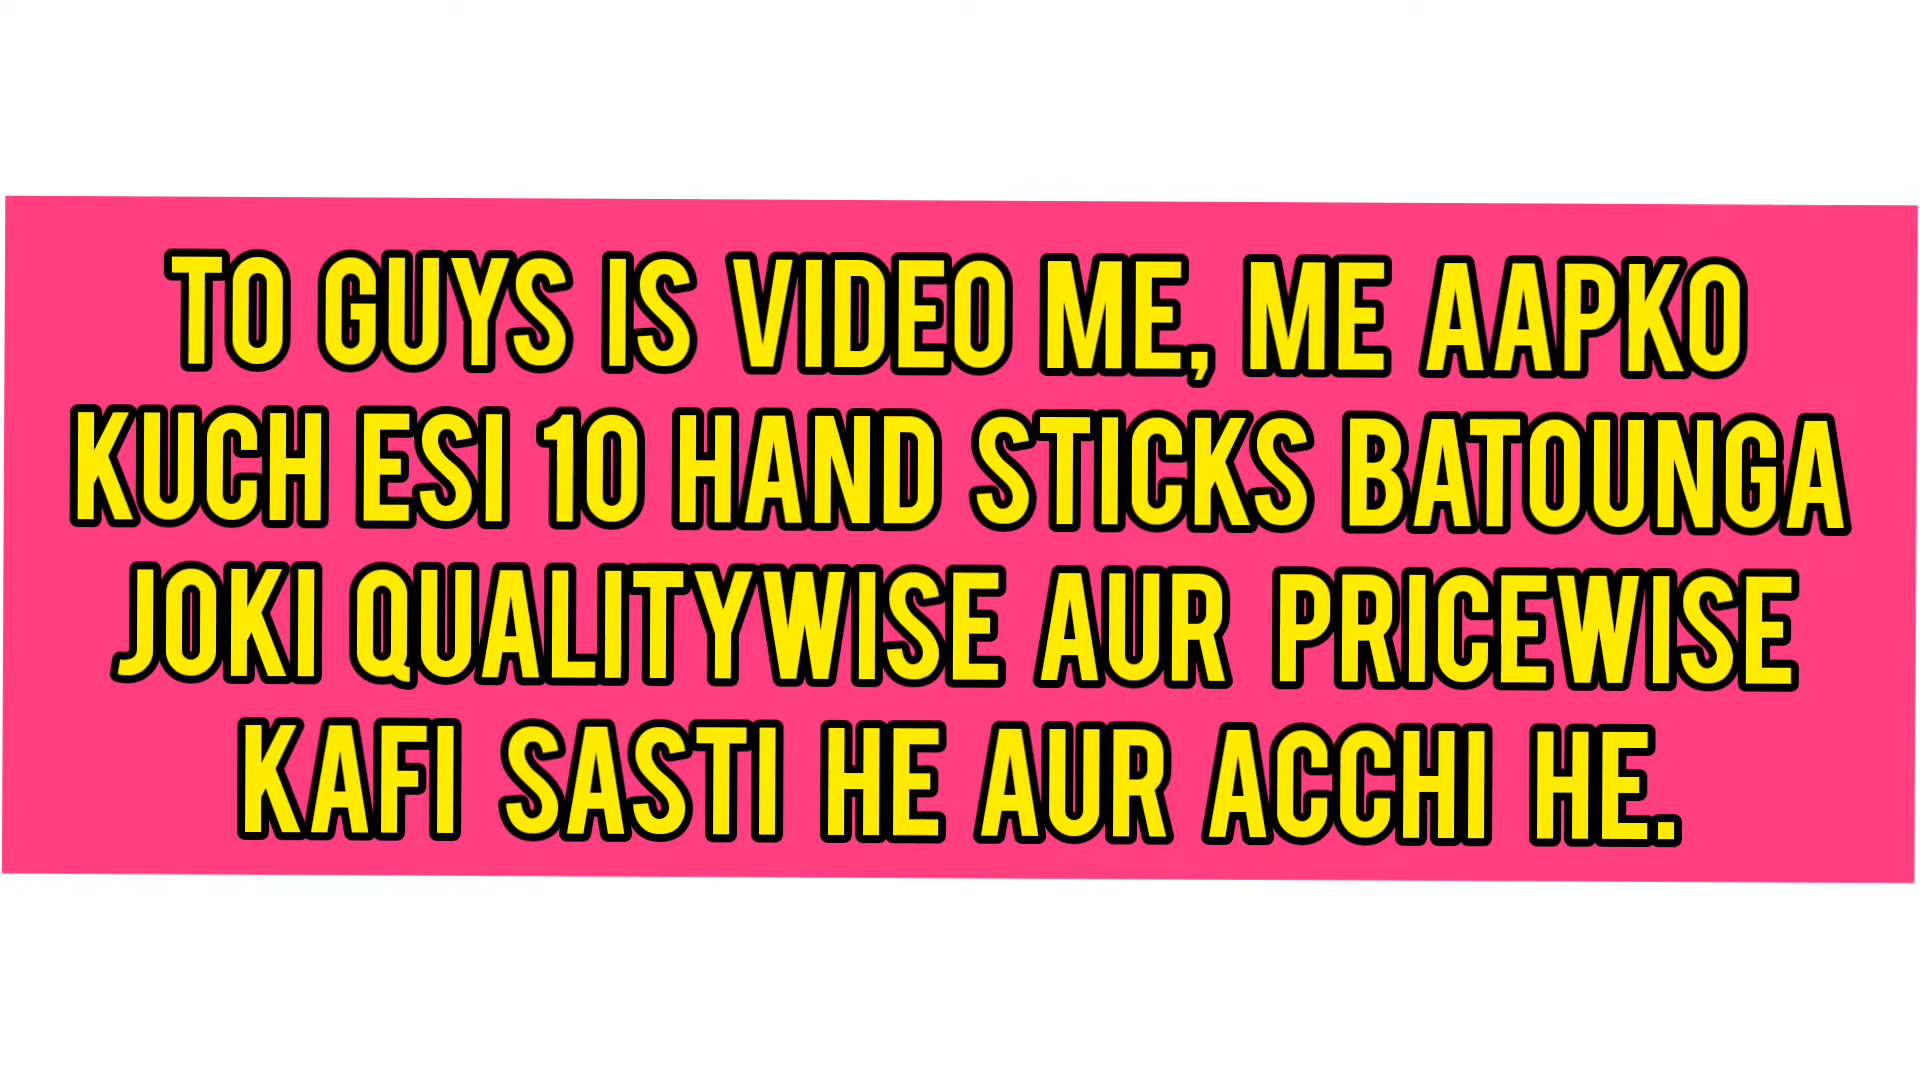 TO GUYS IS VIDEO ME, ME AAPKO
KUCH ESI 10 HAND STICKS BATOUNGA
JOKI QUALITYWISE AUR PRICEWISE
KAFI SASTI HE AUR ACCHI HE.